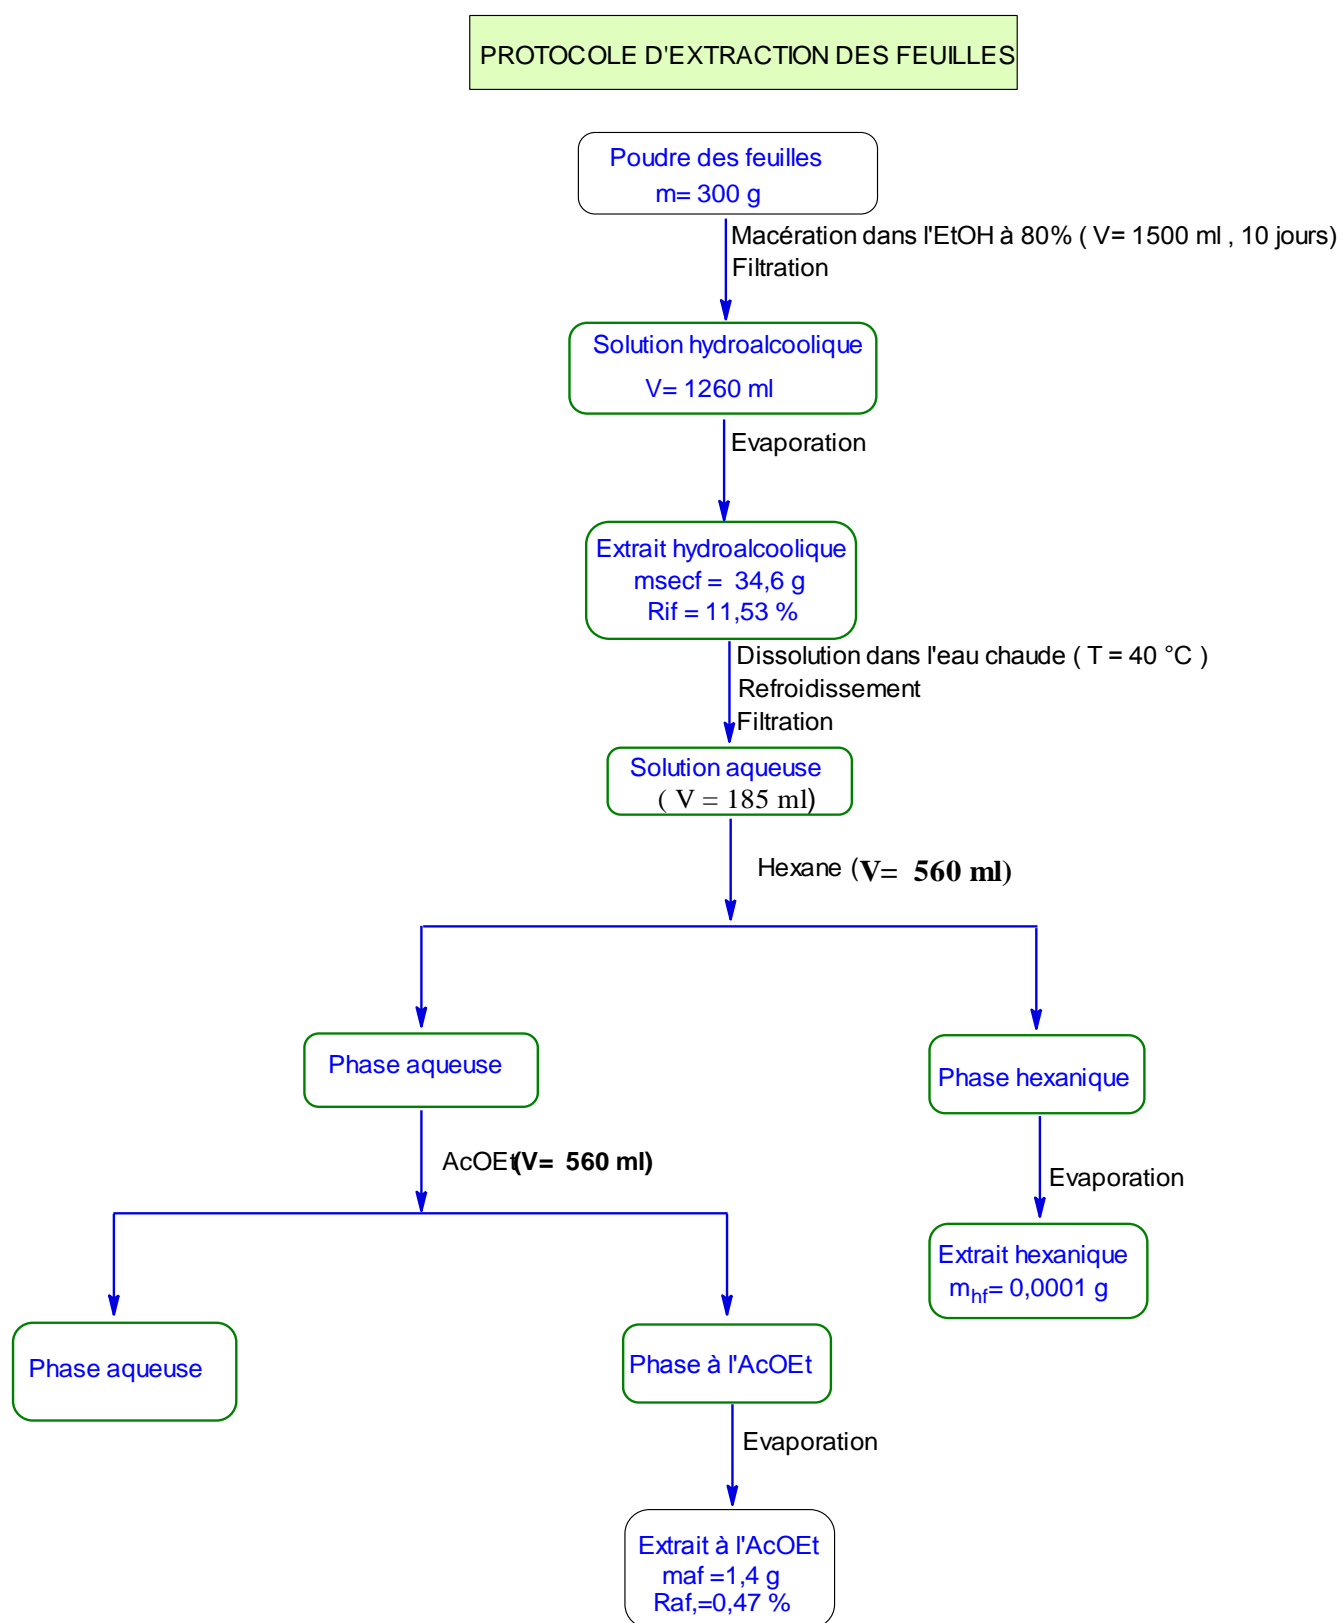 PROTOCOLE D'EXTRACTION DES FEUILLES
Poudre des feuilles
m= 300 g
Macération dans l'EtOH à 80% ( V= 1500 ml , 10 jours)
Filtration
Solution hydroalcoolique
V= 1260 ml
Evaporation
Extrait hydroalcoolique
msecf = 34,6 g
Rif = 11,53 %
Dissolution dans l'eau chaude ( T = 40 °C )
Refroidissement
Filtration
Solution aqueuse
( V = 185 ml)
Hexane (V= 560 ml)
Phase aqueuse
Phase hexanique
AcOEt(V= 560 ml)
Evaporation
Extrait hexanique
mhf= 0,0001 g
Phase aqueuse
Phase à l'AcOEt
Evaporation
Extrait à l'AcOEt
maf =1,4 g
Raf,=0,47 %